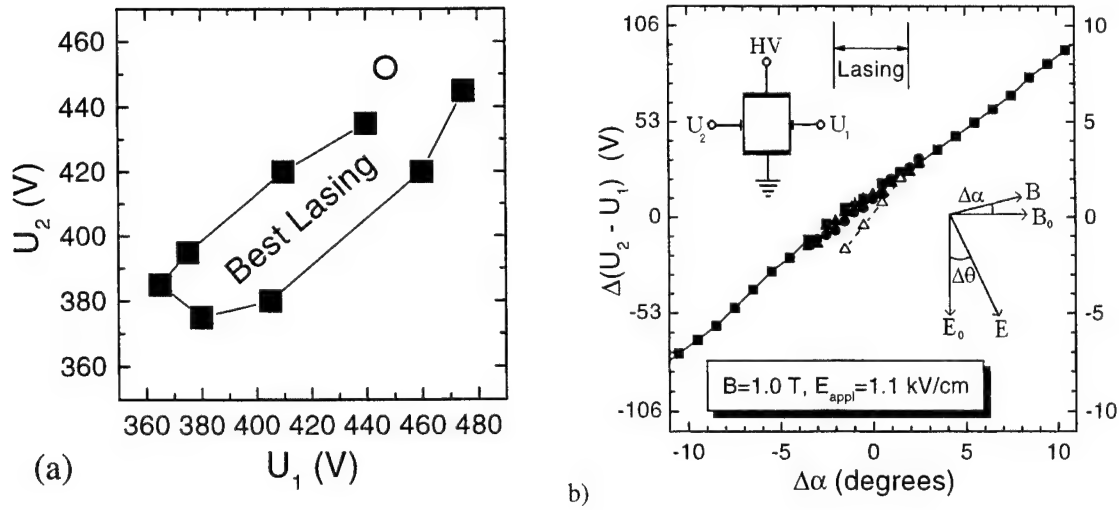 460
440
420
400
380
360
U₂ (V)
Best Lasing
360 380 400 420 440 460 480
U₁ (V)
(a)
106
53
0
-53
-106
Δ(U₂ - U₁) (V)
HV
U₂
U₁
Lasing
Δα
B
B₀
Δθ
E₀
E
B=1.0 T, E_appl=1.1 kV/cm
10
5
0
-5
-10
-10 -5 0 5 10
Δα (degrees)
b)